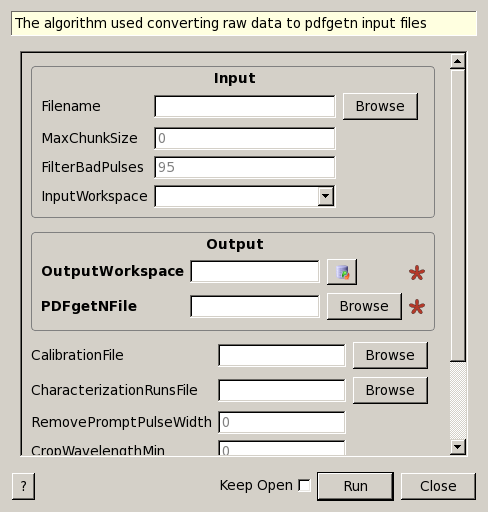 The algorithm used converting raw data to pdfgetn input files
Input
Filename Browse
MaxChunkSize 0
FilterBadPulses 95
InputWorkspace
Output
OutputWorkspace
PDFgetNFile Browse
CalibrationFile Browse
CharacterizationRunsFile Browse
RemovePromptPulseWidth 0
CropWavelengthMin 0
? Keep Open Run Close